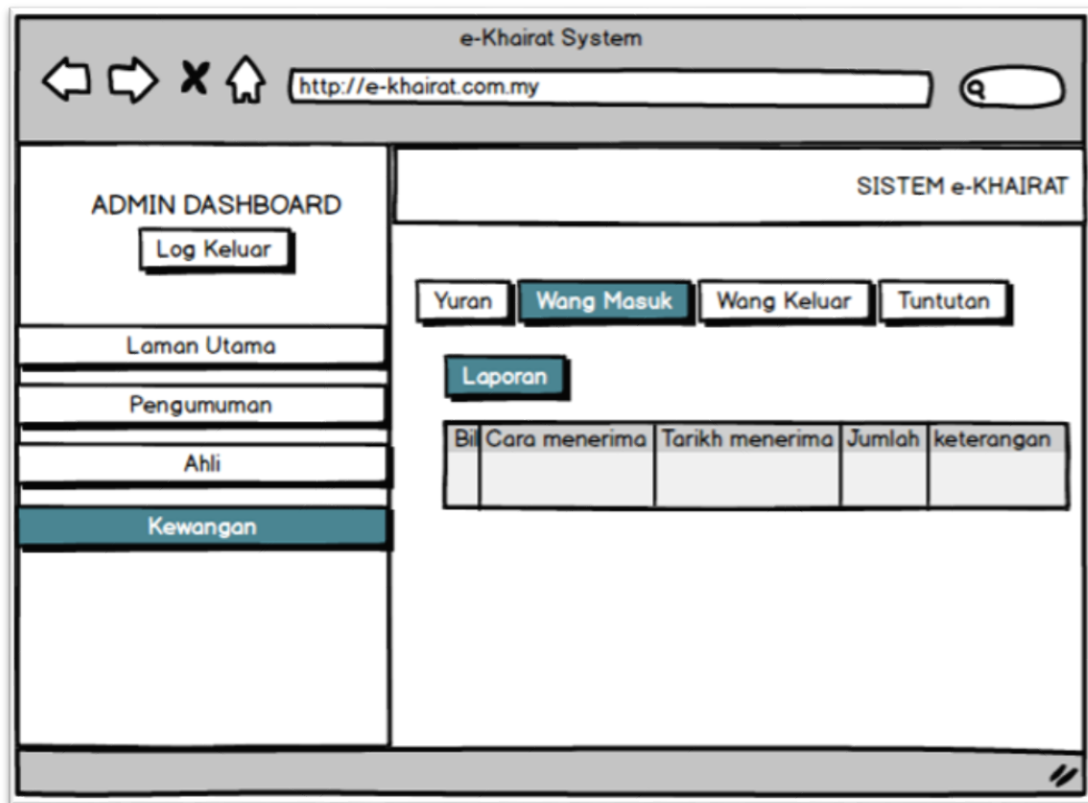 e-Khairat System
http://e-khairat.com.my
ADMIN DASHBOARD
Log Keluar
Laman Utama
Pengumuman
Ahli
Kewangan
SISTEM e-KHAIRAT
Yuran Wang Masuk Wang Keluar Tuntutan
Laporan
Bil Cara menerima Tarikh menerima Jumlah keterangan